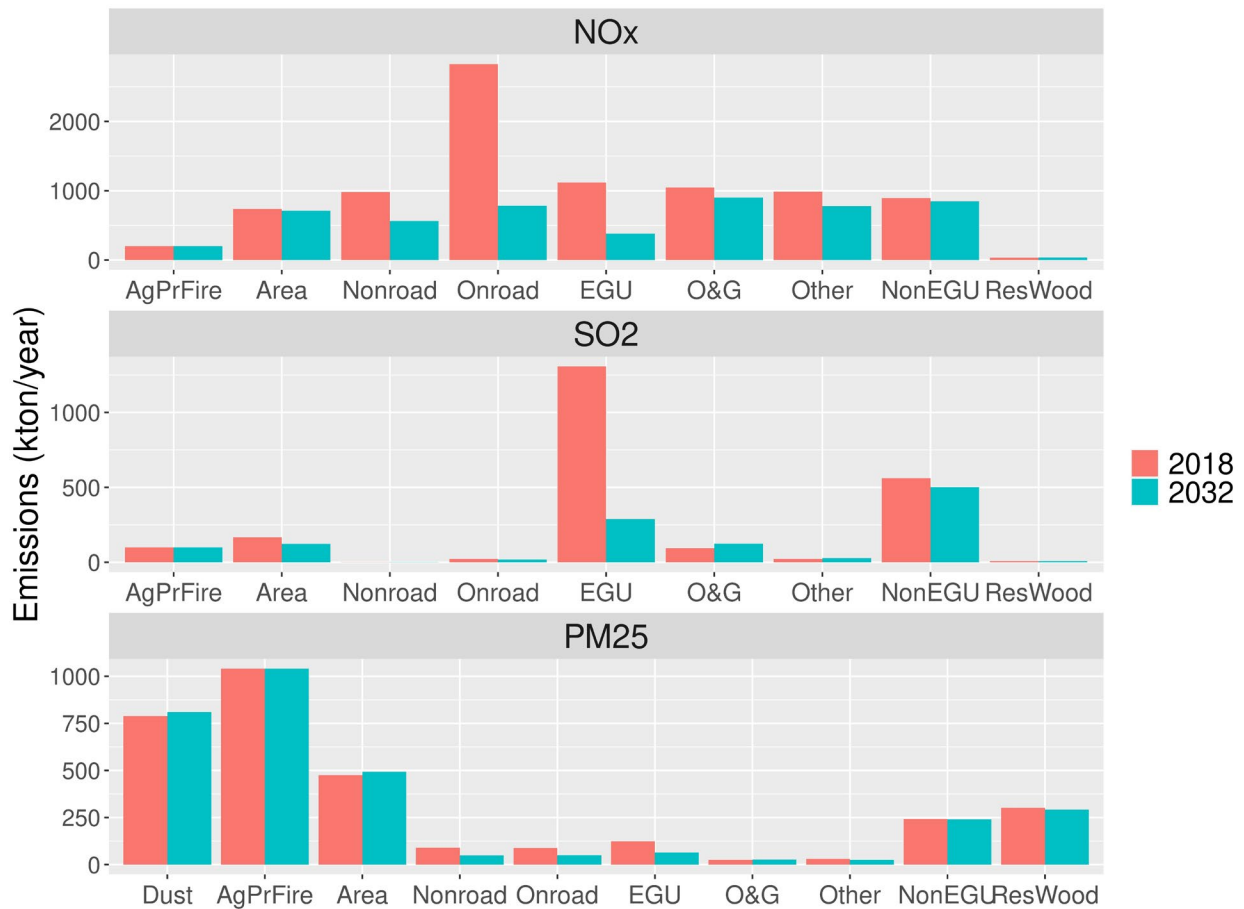 NOx
2000
1000
0
AgPrFire Area Nonroad Onroad EGU O&G Other NonEGU ResWood
SO2
1000
500
0
AgPrFire Area Nonroad Onroad EGU O&G Other NonEGU ResWood
Emissions (kton/year)
2018
2032
PM25
1000
750
500
250
0
Dust AgPrFire Area Nonroad Onroad EGU O&G Other NonEGU ResWood